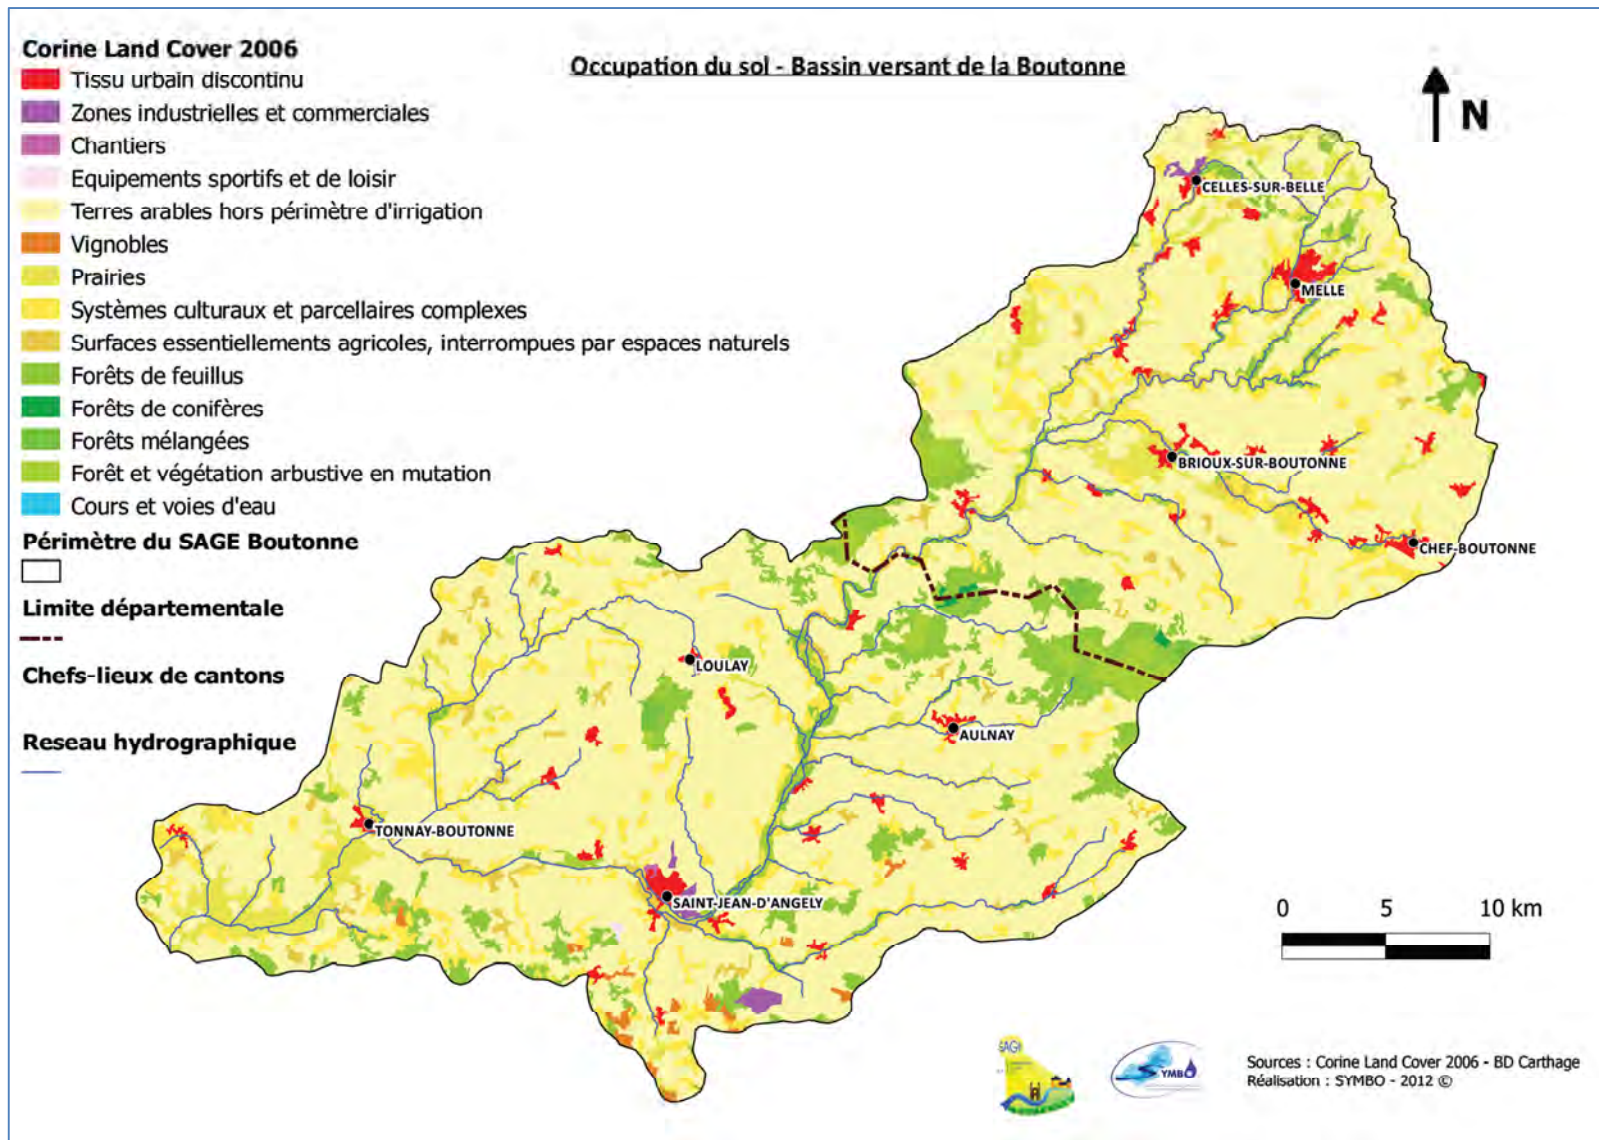 Corine Land Cover 2006
Tissu urbain discontinu
Zones industrielles et commerciales
Chantiers
Equipements sportifs et de loisir
Terres arables hors périmètre d'irrigation
Vignobles
Prairies
Systèmes culturaux et parcellaires complexes
Surfaces essentiellements agricoles, interrompues par espaces naturels
Forêts de feuillus
Forêts de conifères
Forêts mélangées
Forêt et végétation arbustive en mutation
Cours et voies d'eau
Périmètre du SAGE Boutonne
Limite départementale
Chefs-lieux de cantons
Reseau hydrographique
Occupation du sol - Bassin versant de la Boutonne
N
CELLES-SUR-BELLE
MELLE
BRIOUX-SUR-BOUTONNE
CHEF-BOUTONNE
LOULAY
AULNAY
TONNAY-BOUTONNE
SAINT-JEAN-D'ANGELY
0 5 10 km
SAGE
SYMBO
Sources : Corine Land Cover 2006 - BD Carthage
Réalisation : SYMBO - 2012 ©